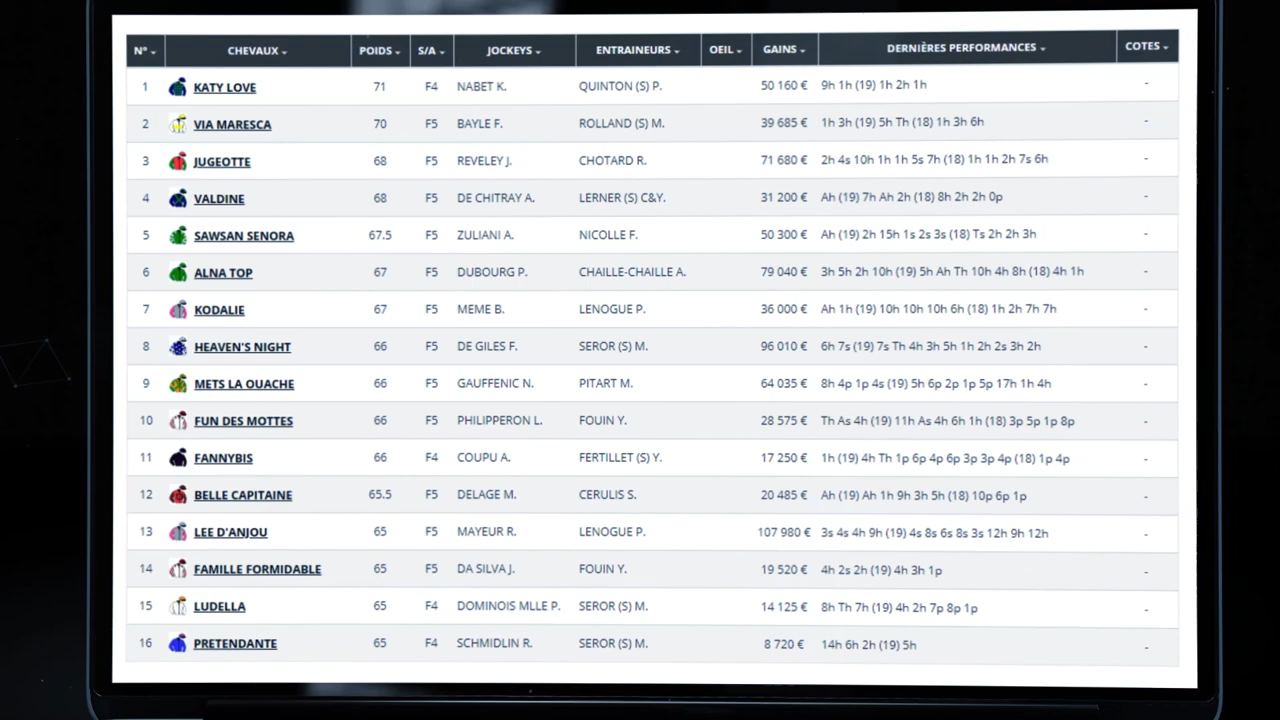 N° CHEVAUX POIDS S/A JOCKEYS ENTRAINEURS OEIL GAINS DERNIÈRES PERFORMANCES COTES
1 KATY LOVE 71 F4 NABET K. QUINTON (S) P. 50 160 € 9h 1h (19) 1h 2h 1h -
2 VIA MARESCA 70 F5 BAYLE F. ROLLAND (S) M. 39 685 € 1h 3h (19) 5h Th (18) 1h 3h 6h -
3 JUGEOTTE 68 F5 REVELEY J. CHOTARD R. 71 680 € 2h 4s 10h 1h 1h 5s 7h (18) 1h 1h 2h 7s 6h -
4 VALDINE 68 F5 DE CHITRAY A. LERNER (S) C&Y. 31 200 € Ah (19) 7h Ah 2h (18) 8h 2h 2h 0p -
5 SAWSAN SENORA 67.5 F5 ZULIANI A. NICOLLE F. 50 300 € Ah (19) 2h 15h 1s 2s 3s (18) Ts 2h 2h 3h -
6 ALNA TOP 67 F5 DUBOURG P. CHAILLE-CHAILLE A. 79 040 € 3h 5h 2h 10h (19) 5h Ah Th 10h 4h 8h (18) 4h 1h -
7 KODALIE 67 F5 MEME B. LENOGUE P. 36 000 € Ah 1h (19) 10h 10h 10h 6h (18) 1h 2h 7h 7h -
8 HEAVEN'S NIGHT 66 F5 DE GILES F. SEROR (S) M. 96 010 € 6h 7s (19) 7s Th 4h 3h 5h 1h 2h 2s 3h 2h -
9 METS LA OUACHE 66 F5 GAUFFENIC N. PITART M. 64 035 € 8h 4p 1p 4s (19) 5h 6p 2p 1p 5p 17h 1h 4h -
10 FUN DES MOTTES 66 F5 PHILIPPERON L. FOUIN Y. 28 575 € Th As 4h (19) 11h As 4h 6h 1h (18) 3p 5p 1p 8p -
11 FANNYBIS 66 F4 COUPU A. FERTILLET (S) Y. 17 250 € 1h (19) 4h Th 1p 6p 4p 6p 3p 3p 4p (18) 1p 4p -
12 BELLE CAPITAINE 65.5 F5 DELAGE M. CERULIS S. 20 485 € Ah (19) Ah 1h 9h 3h 5h (18) 10p 6p 1p -
13 LEE D'ANJOU 65 F5 MAYEUR R. LENOGUE P. 107 980 € 3s 4s 4h 9h (19) 4s 8s 6s 8s 3s 12h 9h 12h -
14 FAMILLE FORMIDABLE 65 F5 DA SILVA J. FOUIN Y. 19 520 € 4h 2s 2h (19) 4h 3h 1p -
15 LUDELLA 65 F4 DOMINOIS MLLE P. SEROR (S) M. 14 125 € 8h Th 7h (19) 4h 2h 7p 8p 1p -
16 PRETENDANTE 65 F4 SCHMIDLIN R. SEROR (S) M. 8 720 € 14h 6h 2h (19) 5h -